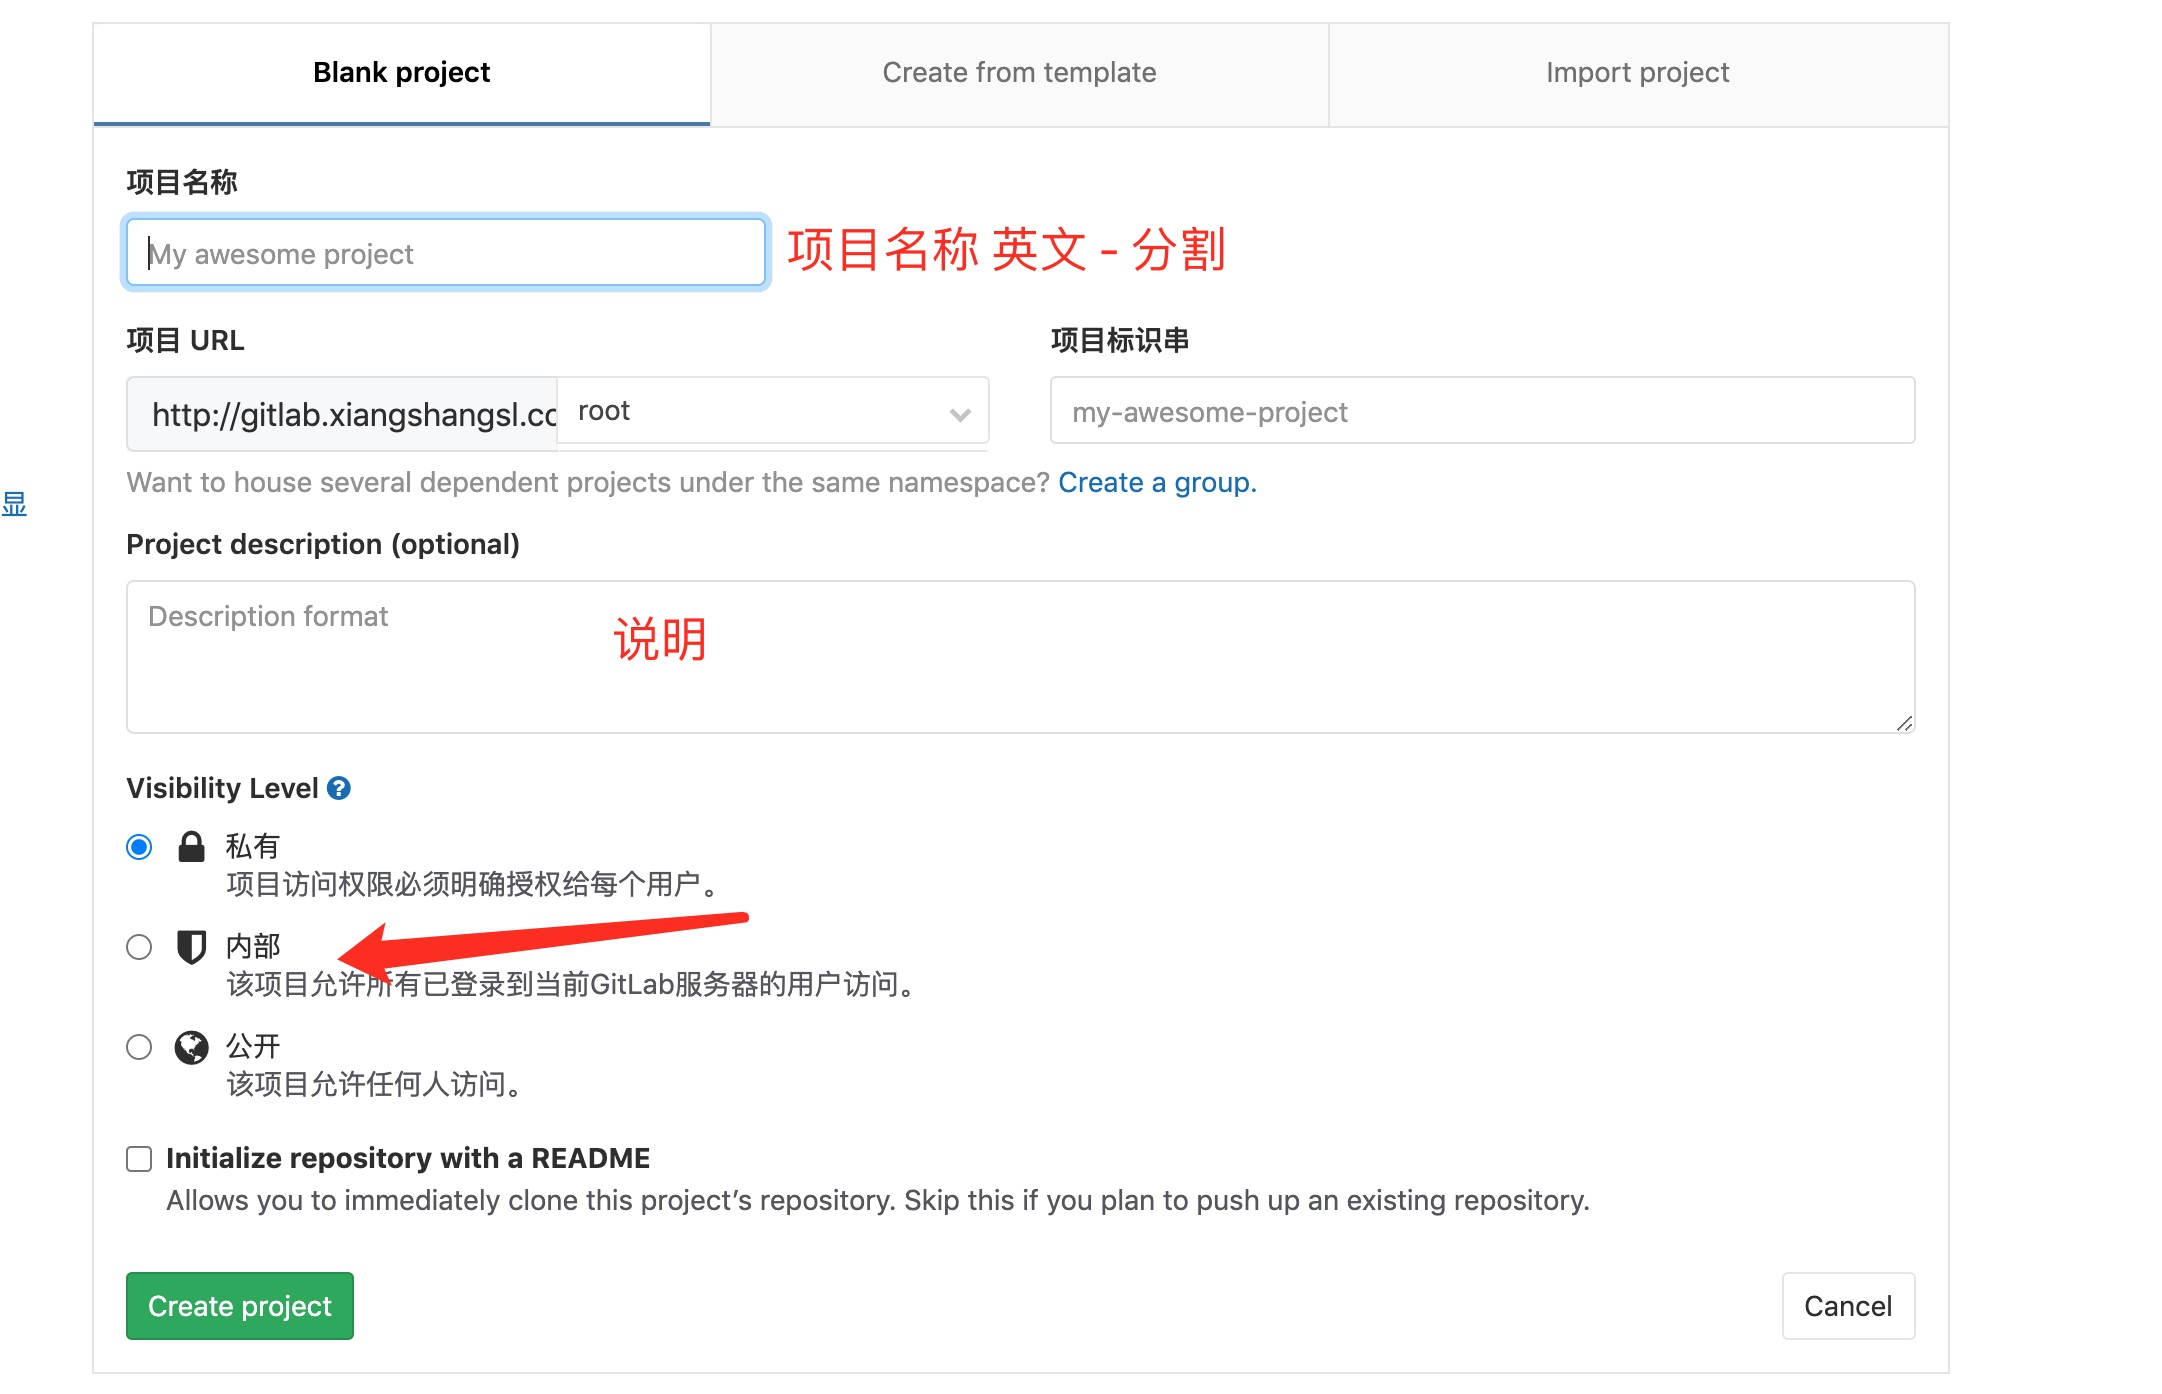 Blank project
Create from template
Import project
项目名称
My awesome project
项目名称 英文 - 分割
项目 URL
项目标识串
http://gitlab.xiangshangsl.cc
root
my-awesome-project
Want to house several dependent projects under the same namespace? Create a group.
显
Project description (optional)
Description format
说明
Visibility Level ?
私有
项目访问权限必须明确授权给每个用户。
内部
该项目允许所有已登录到当前GitLab服务器的用户访问。
公开
该项目允许任何人访问。
Initialize repository with a README
Allows you to immediately clone this project’s repository. Skip this if you plan to push up an existing repository.
Create project
Cancel